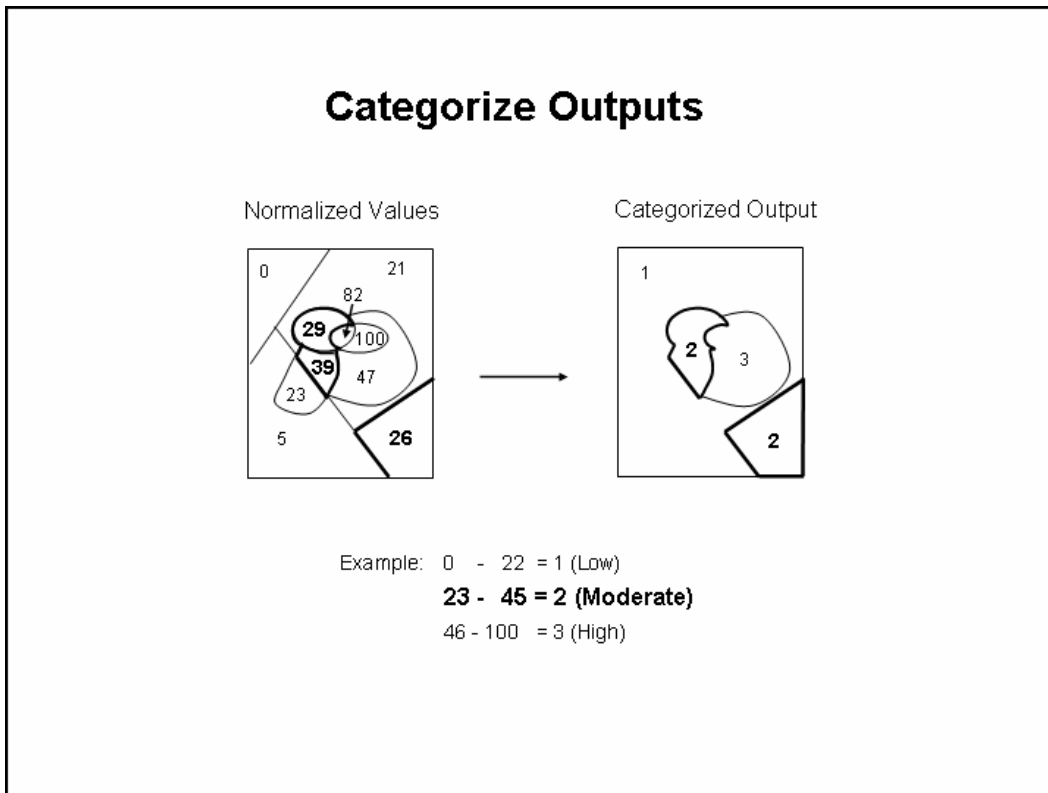 Categorize Outputs
Normalized Values
Categorized Output
0
21
82
29
100
39
47
23
5
26
1
2
3
2
Example: 0 - 22 = 1 (Low)
23 - 45 = 2 (Moderate)
46 - 100 = 3 (High)